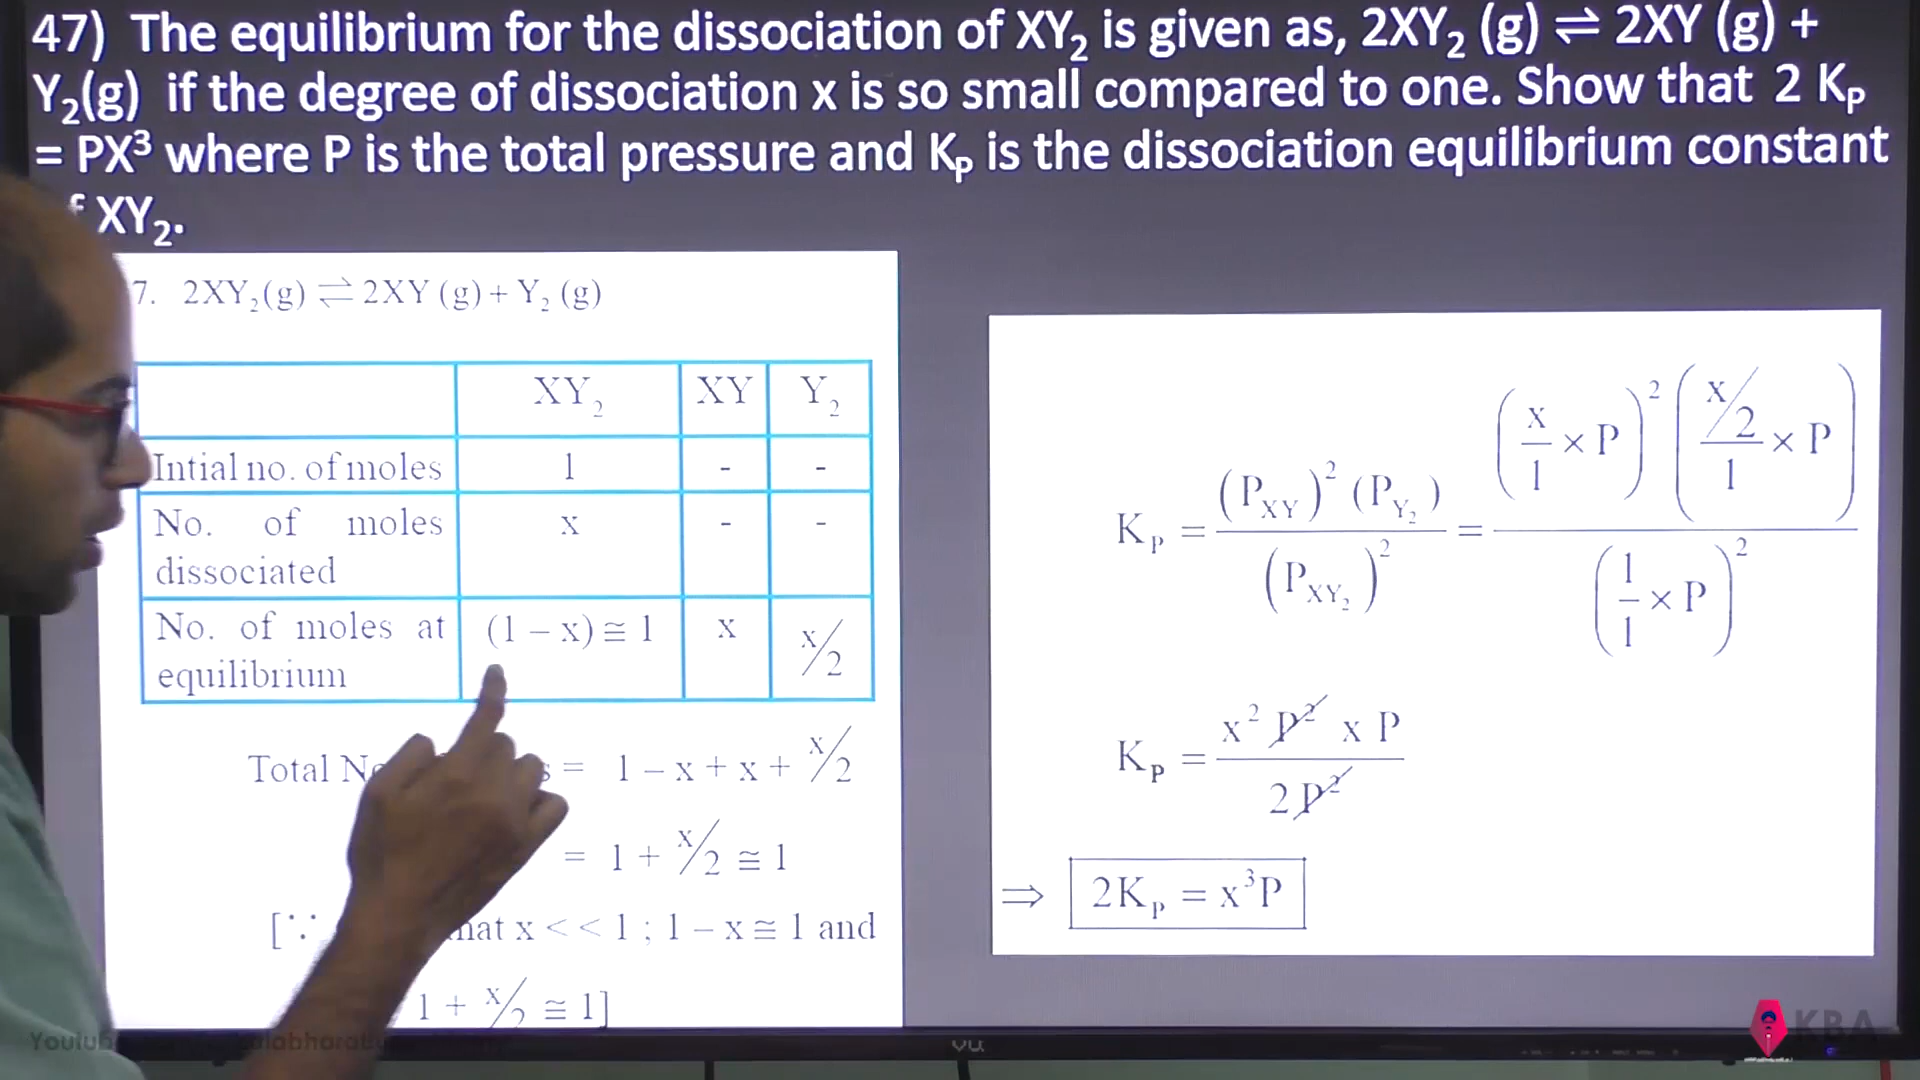 47) The equilibrium for the dissociation of XY₂ is given as, 2XY₂ (g) ⇌ 2XY (g) +
Y₂(g) if the degree of dissociation x is so small compared to one. Show that 2 Kₚ
= PX³ where P is the total pressure and Kₚ is the dissociation equilibrium constant
XY₂.
7. 2XY₂(g) ⇌ 2XY (g) + Y₂ (g)
XY₂ XY Y₂
Intial no. of moles 1 - -
No. of moles dissociated x - -
No. of moles at equilibrium (1 – x) ≅ 1 x x/2
Total = 1 – x + x + x/2
= 1 + x/2 ≅ 1
[∵ x < < 1 ; 1 – x ≅ 1 and
1 + x/2 ≅ 1]
Kₚ = (P_XY)² (P_Y₂) / (P_XY₂)² = (x/1 × P)² ((x/2)/1 × P) / (1/1 × P)²
Kₚ = x² P² x P / 2 P²
⇒ 2Kₚ = x³P
KBA
VU